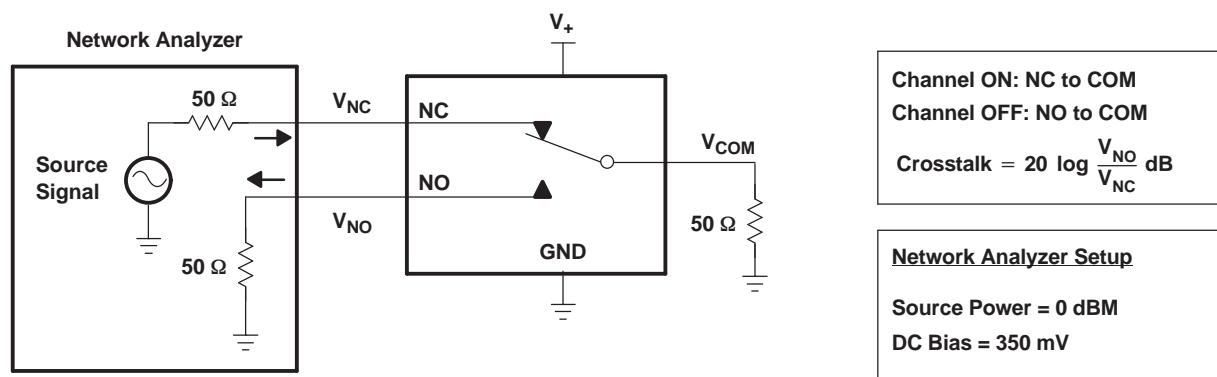 Network Analyzer
V+
50 Ω
VNC
NC
VCOM
Source
Signal
NO
VNO
50 Ω
50 Ω
GND
Channel ON: NC to COM
Channel OFF: NO to COM
Crosstalk = 20 log VNO/VNC dB
Network Analyzer Setup
Source Power = 0 dBM
DC Bias = 350 mV